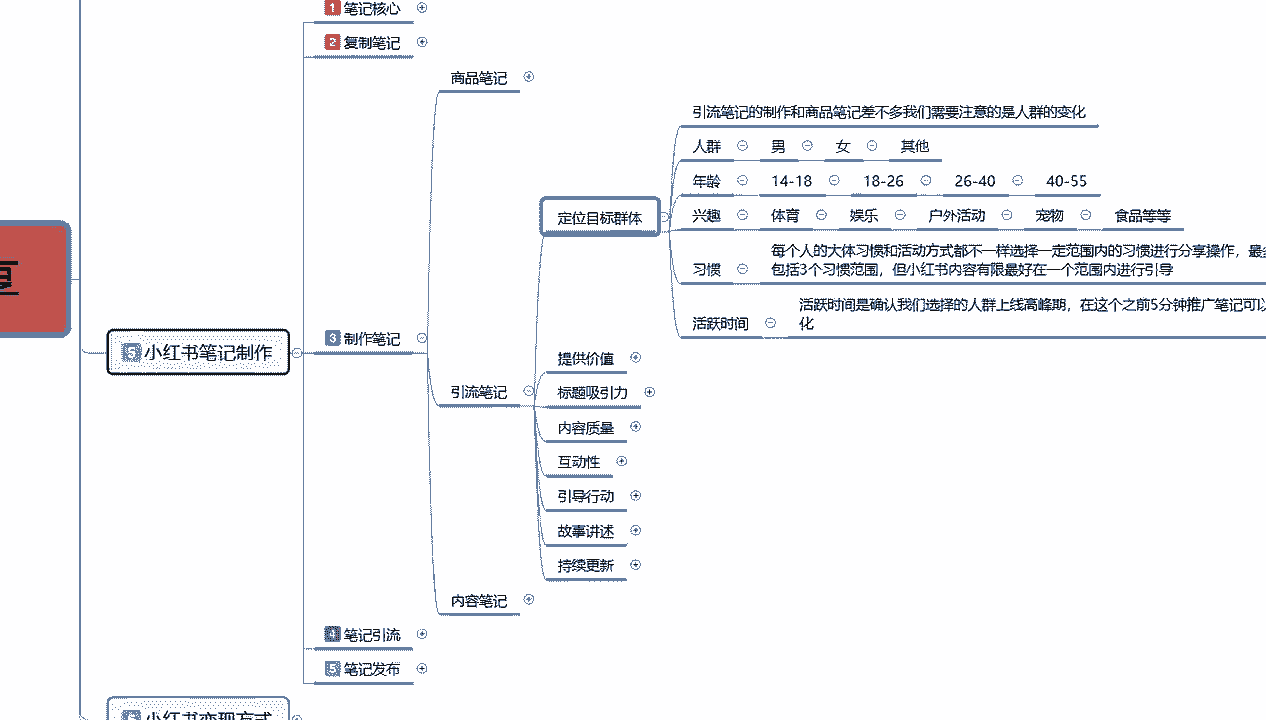 1 笔记核心
2 复制笔记
商品笔记
引流笔记的制作和商品笔记差不多我们需要注意的是人群的变化
人群 男 女 其他
年龄 14-18 18-26 26-40 40-55
定位目标群体
兴趣 体育 娱乐 户外活动 宠物 食品等等
每个人的大体习惯和活动方式都不一样选择一定范围内的习惯进行分享操作，最
习惯 包括3个习惯范围，但小红书内容有限最好在一个范围内进行引导
活跃时间是确认我们选择的人群上线高峰期，在这个之前5分钟推广笔记可以
活跃时间 化
3 制作笔记
5 小红书笔记制作
提供价值
引流笔记
标题吸引力
内容质量
互动性
引导行动
故事讲述
持续更新
内容笔记
4 笔记引流
5 笔记发布
6 小红书变现方式